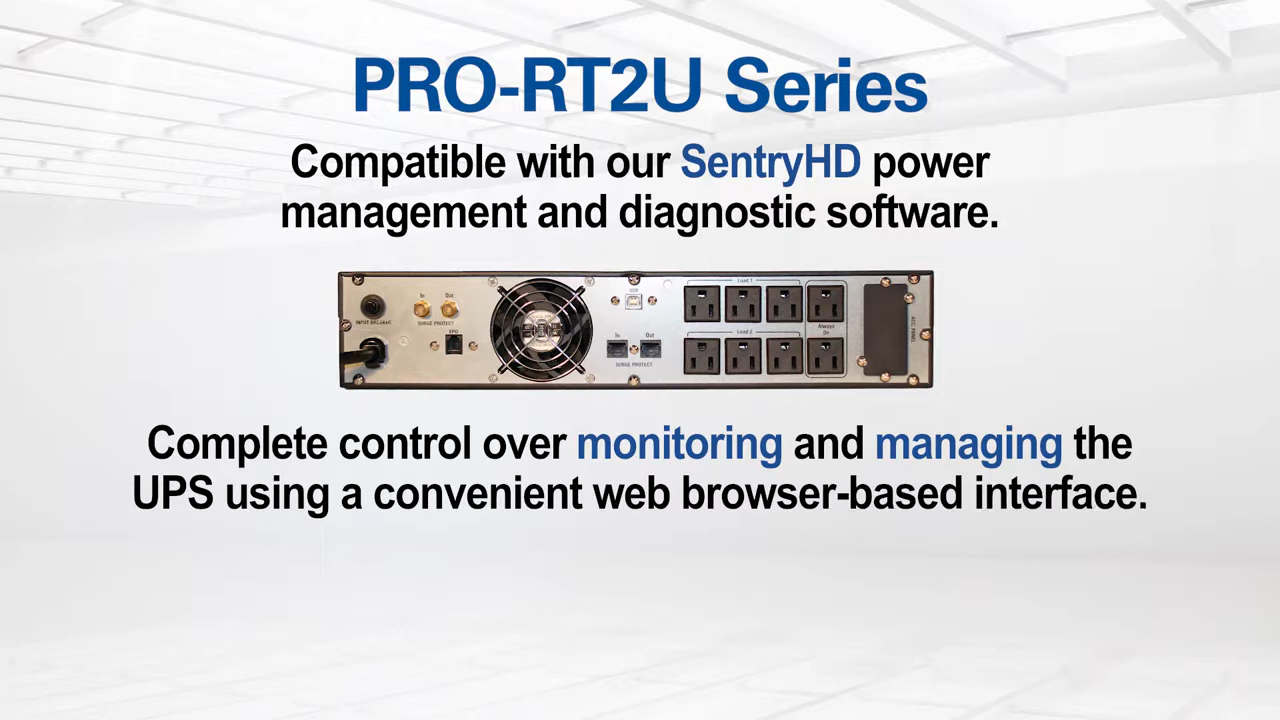 PRO-RT2U Series
Compatible with our SentryHD power
management and diagnostic software.
INPUT BREAKER
In Out
SURGE PROTECT
EPO
USB
In Out
SURGE PROTECT
Load 1
Load 2
Always
On
ACC PANEL
Complete control over monitoring and managing the
UPS using a convenient web browser-based interface.